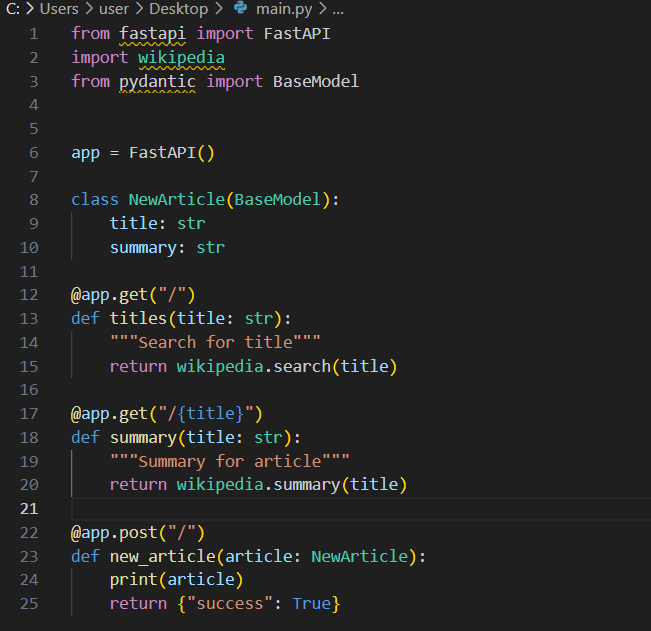 C: > Users > user > Desktop > main.py > ...
1 from fastapi import FastAPI
2 import wikipedia
3 from pydantic import BaseModel
4
5
6 app = FastAPI()
7
8 class NewArticle(BaseModel):
9     title: str
10     summary: str
11
12 @app.get("/")
13 def titles(title: str):
14     """Search for title"""
15     return wikipedia.search(title)
16
17 @app.get("/{title}")
18 def summary(title: str):
19     """Summary for article"""
20     return wikipedia.summary(title)
21
22 @app.post("/")
23 def new_article(article: NewArticle):
24     print(article)
25     return {"success": True}